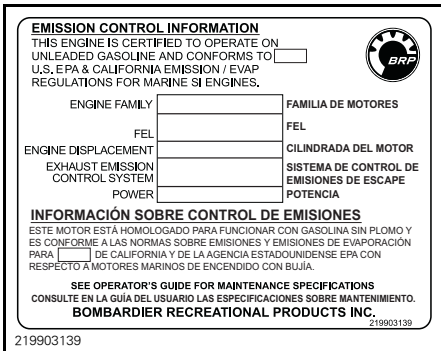 EMISSION CONTROL INFORMATION
THIS ENGINE IS CERTIFIED TO OPERATE ON
UNLEADED GASOLINE AND CONFORMS TO
U.S. EPA & CALIFORNIA EMISSION / EVAP
REGULATIONS FOR MARINE SI ENGINES.
BRP
ENGINE FAMILY FAMILIA DE MOTORES
FEL FEL
ENGINE DISPLACEMENT CILINDRADA DEL MOTOR
EXHAUST EMISSION SISTEMA DE CONTROL DE
CONTROL SYSTEM EMISIONES DE ESCAPE
POWER POTENCIA
INFORMACIÓN SOBRE CONTROL DE EMISIONES
ESTE MOTOR ESTÁ HOMOLOGADO PARA FUNCIONAR CON GASOLINA SIN PLOMO Y
ES CONFORME A LAS NORMAS SOBRE EMISIONES Y EMISIONES DE EVAPORACIÓN
PARA DE CALIFORNIA Y DE LA AGENCIA ESTADOUNIDENSE EPA CON
RESPECTO A MOTORES MARINOS DE ENCENDIDO CON BUJÍA.
SEE OPERATOR'S GUIDE FOR MAINTENANCE SPECIFICATIONS
CONSULTE EN LA GUÍA DEL USUARIO LAS ESPECIFICACIONES SOBRE MANTENIMIENTO.
BOMBARDIER RECREATIONAL PRODUCTS INC.
219903139
219903139